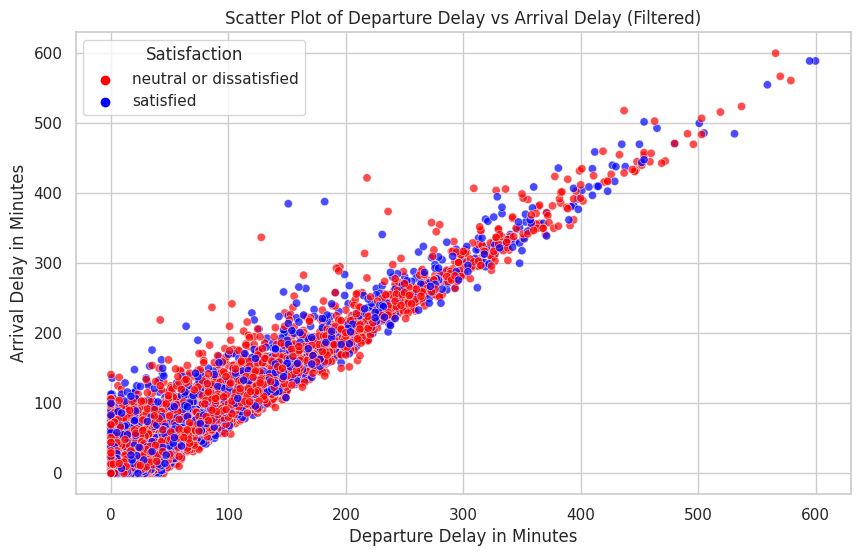 Scatter Plot of Departure Delay vs Arrival Delay (Filtered)
Satisfaction
neutral or dissatisfied
satisfied
Arrival Delay in Minutes
600
500
400
300
200
100
0
0 100 200 300 400 500 600
Departure Delay in Minutes